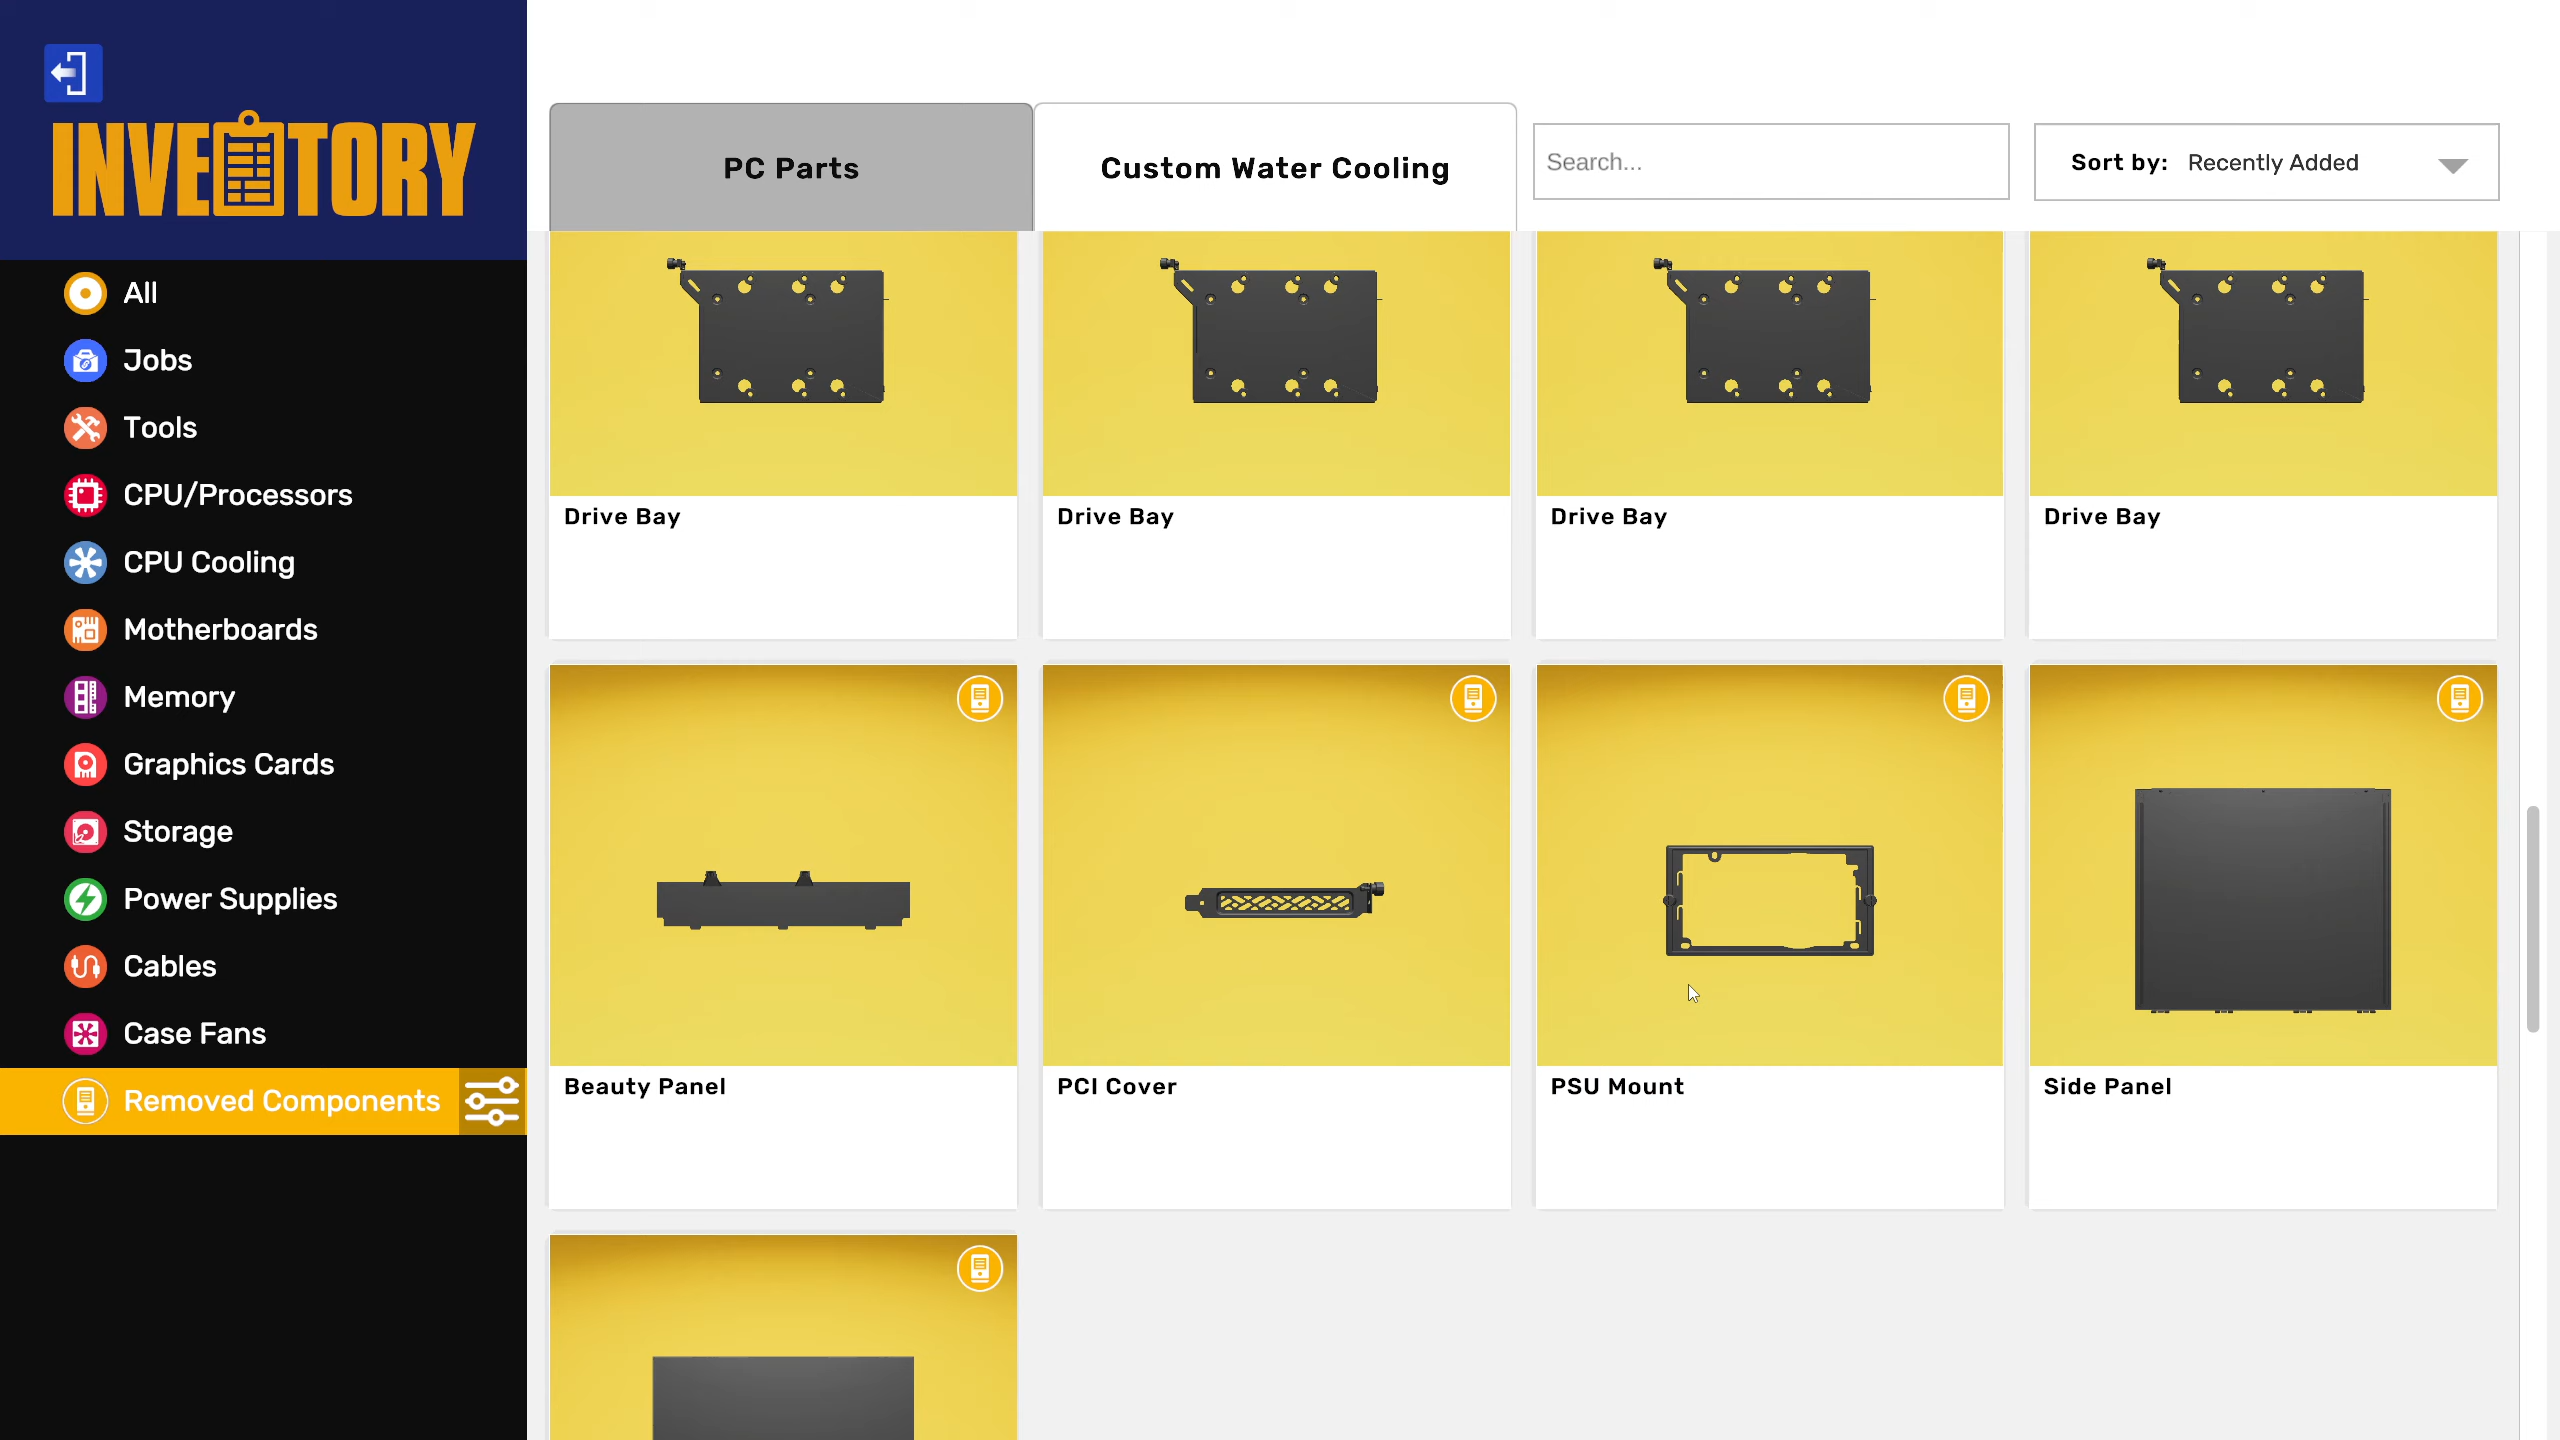 INVENTORY
PC Parts
Custom Water Cooling
Search...
Sort by: Recently Added
All
Jobs
Tools
CPU/Processors
CPU Cooling
Motherboards
Memory
Graphics Cards
Storage
Power Supplies
Cables
Case Fans
Removed Components
Drive Bay
Drive Bay
Drive Bay
Drive Bay
Beauty Panel
PCI Cover
PSU Mount
Side Panel